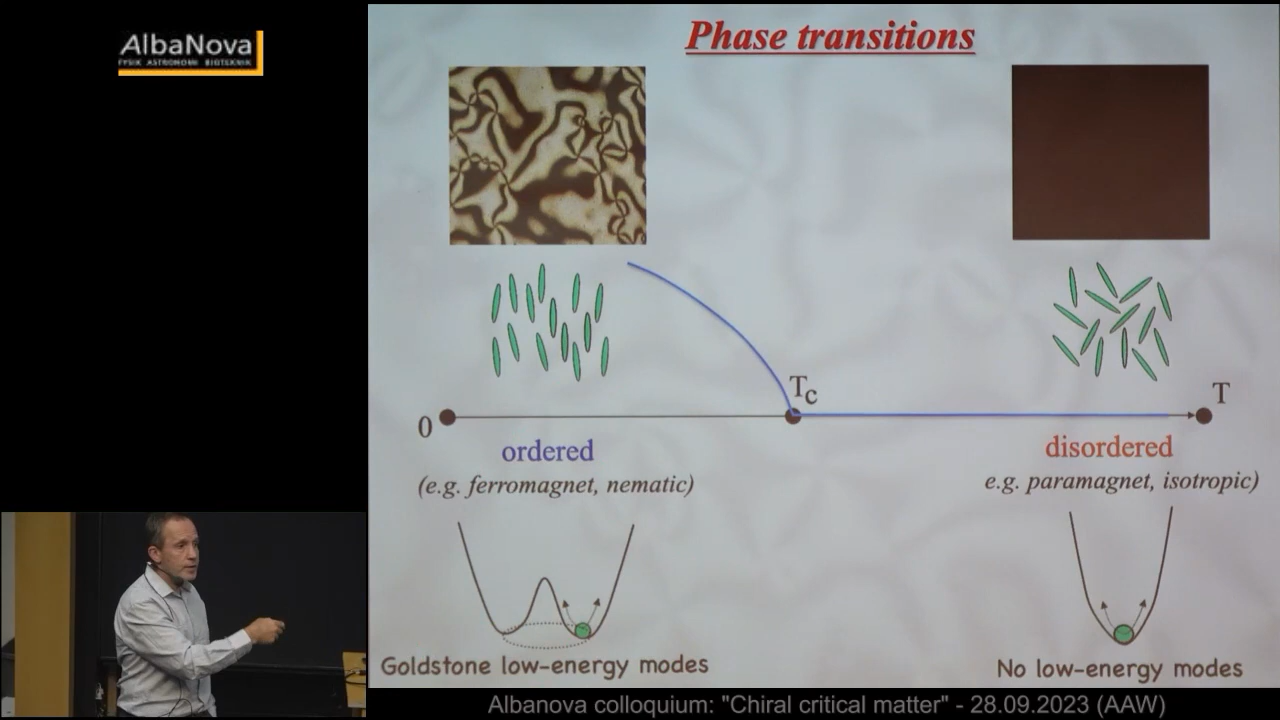 AlbaNova
FYSIK ASTRONOMI BIOTEKNIK
Phase transitions
Tc
T
0
ordered
disordered
(e.g. ferromagnet, nematic)
e.g. paramagnet, isotropic)
Goldstone low-energy modes
No low-energy modes
Albanova colloquium: "Chiral critical matter" - 28.09.2023 (AAW)